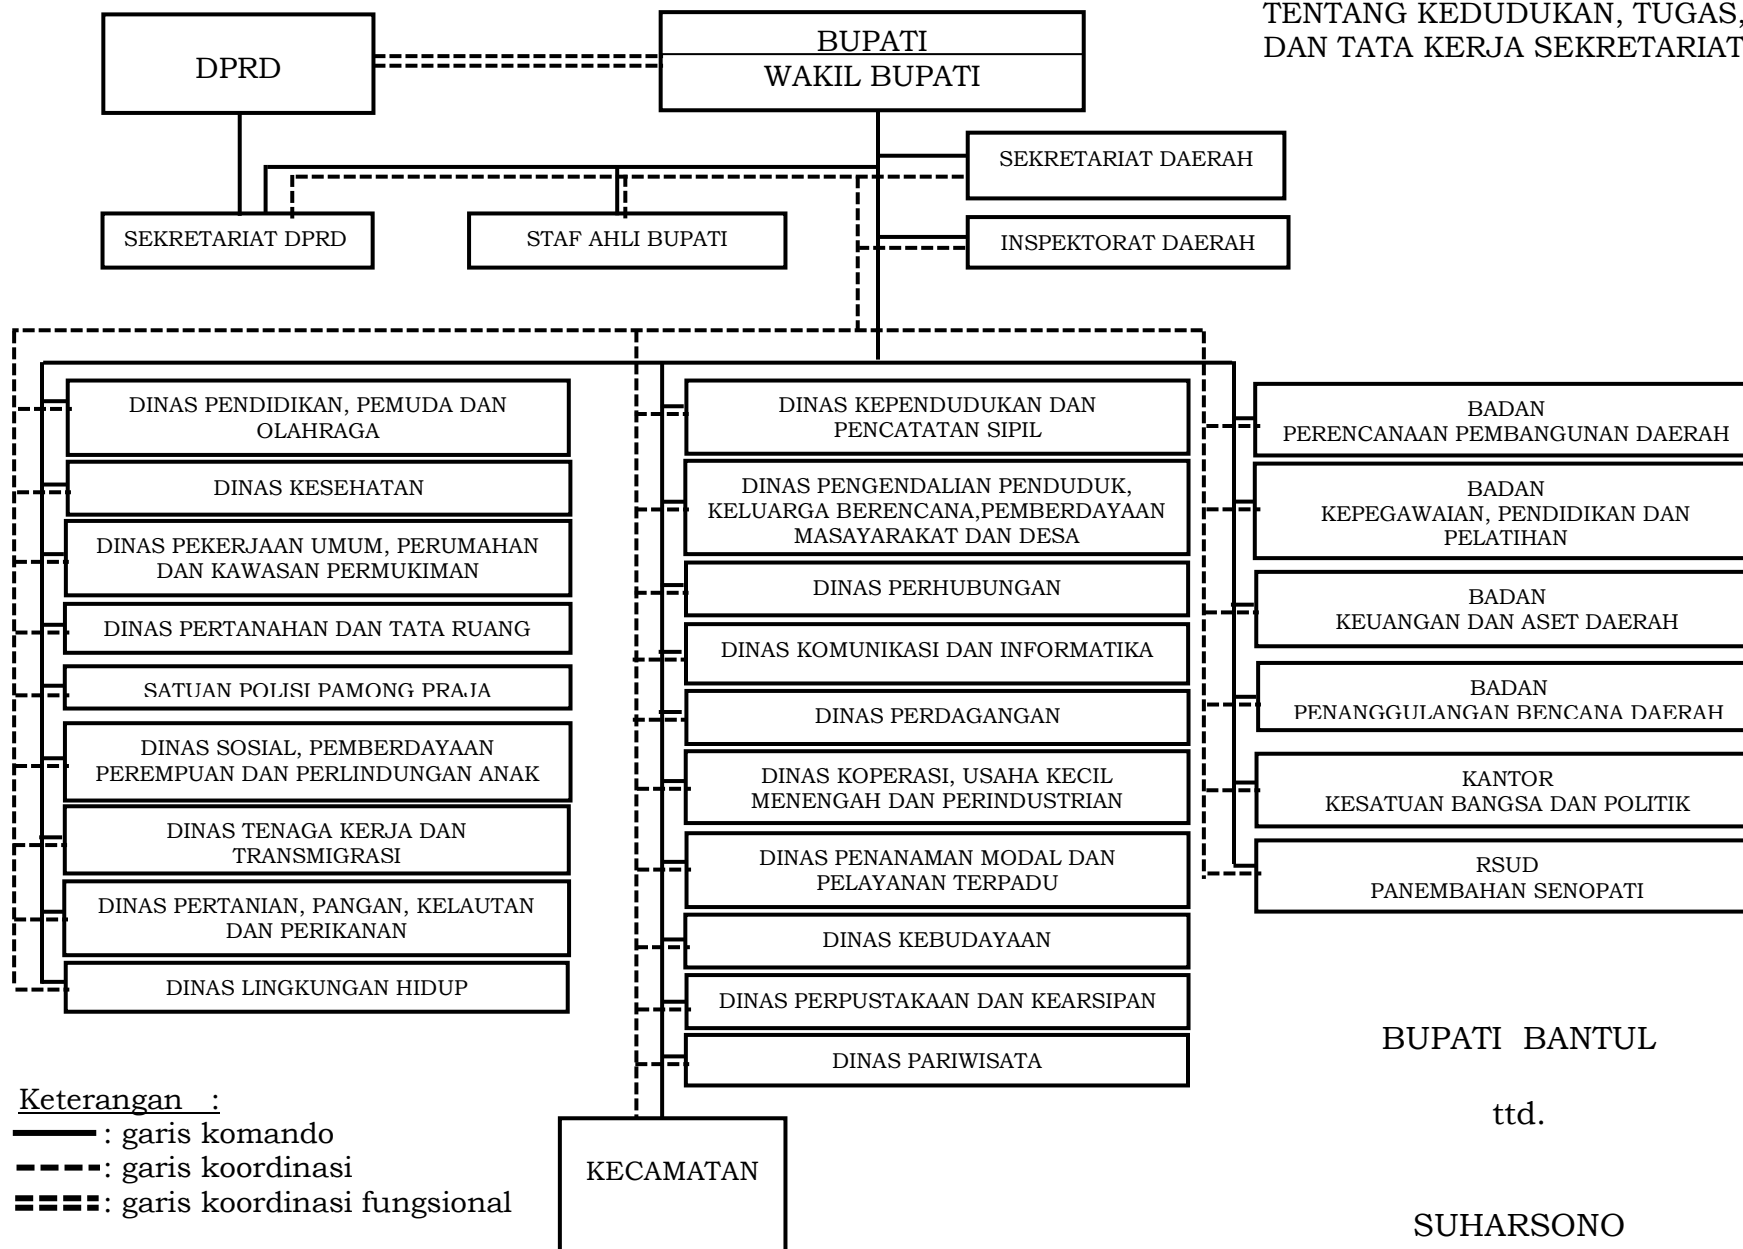 TENTANG KEDUDUKAN, TUGAS,
DAN TATA KERJA SEKRETARIAT
DPRD
BUPATI
WAKIL BUPATI
SEKRETARIAT DAERAH
SEKRETARIAT DPRD
STAF AHLI BUPATI
INSPEKTORAT DAERAH
DINAS PENDIDIKAN, PEMUDA DAN
OLAHRAGA
DINAS KESEHATAN
DINAS PEKERJAAN UMUM, PERUMAHAN
DAN KAWASAN PERMUKIMAN
DINAS PERTANAHAN DAN TATA RUANG
SATUAN POLISI PAMONG PRAJA
DINAS SOSIAL, PEMBERDAYAAN
PEREMPUAN DAN PERLINDUNGAN ANAK
DINAS TENAGA KERJA DAN
TRANSMIGRASI
DINAS PERTANIAN, PANGAN, KELAUTAN
DAN PERIKANAN
DINAS LINGKUNGAN HIDUP
DINAS KEPENDUDUKAN DAN
PENCATATAN SIPIL
DINAS PENGENDALIAN PENDUDUK,
KELUARGA BERENCANA,PEMBERDAYAAN
MASAYARAKAT DAN DESA
DINAS PERHUBUNGAN
DINAS KOMUNIKASI DAN INFORMATIKA
DINAS PERDAGANGAN
DINAS KOPERASI, USAHA KECIL
MENENGAH DAN PERINDUSTRIAN
DINAS PENANAMAN MODAL DAN
PELAYANAN TERPADU
DINAS KEBUDAYAAN
DINAS PERPUSTAKAAN DAN KEARSIPAN
DINAS PARIWISATA
KECAMATAN
BADAN
PERENCANAAN PEMBANGUNAN DAERAH
BADAN
KEPEGAWAIAN, PENDIDIKAN DAN
PELATIHAN
BADAN
KEUANGAN DAN ASET DAERAH
BADAN
PENANGGULANGAN BENCANA DAERAH
KANTOR
KESATUAN BANGSA DAN POLITIK
RSUD
PANEMBAHAN SENOPATI
Keterangan :
: garis komando
: garis koordinasi
: garis koordinasi fungsional
BUPATI BANTUL
ttd.
SUHARSONO